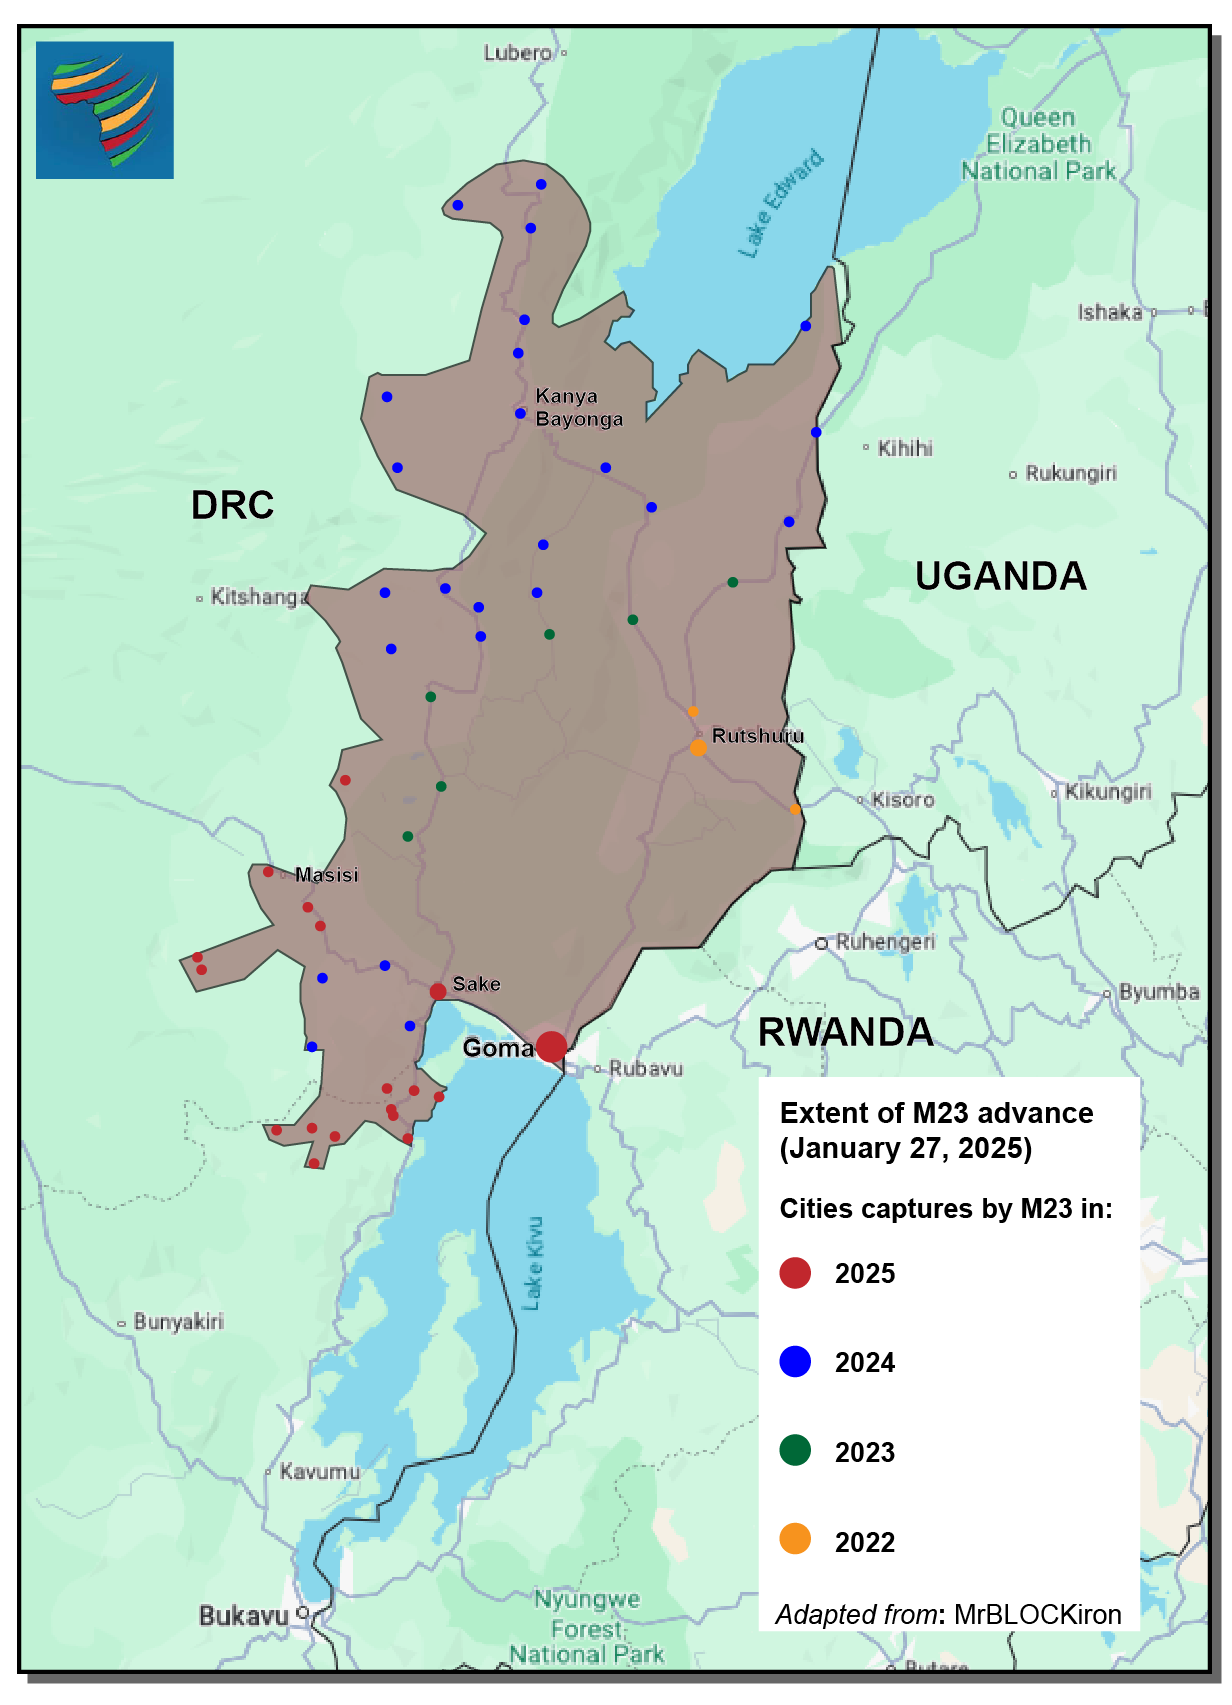 Lubero
Queen
Elizabeth
National Park
Lake Edward
Ishaka
Kanya
Bayonga
Kihihi
Rukungiri
DRC
UGANDA
Kitshanga
Rutshuru
Kisoro
Kikungiri
Masisi
Ruhengeri
Sake
Byumba
RWANDA
Goma
Rubavu
Extent of M23 advance
(January 27, 2025)
Cities captures by M23 in:
2025
Lake Kivu
Bunyakiri
2024
2023
Kavumu
2022
Nyungwe
Forest
National Park
Bukavu
Adapted from: MrBLOCKiron